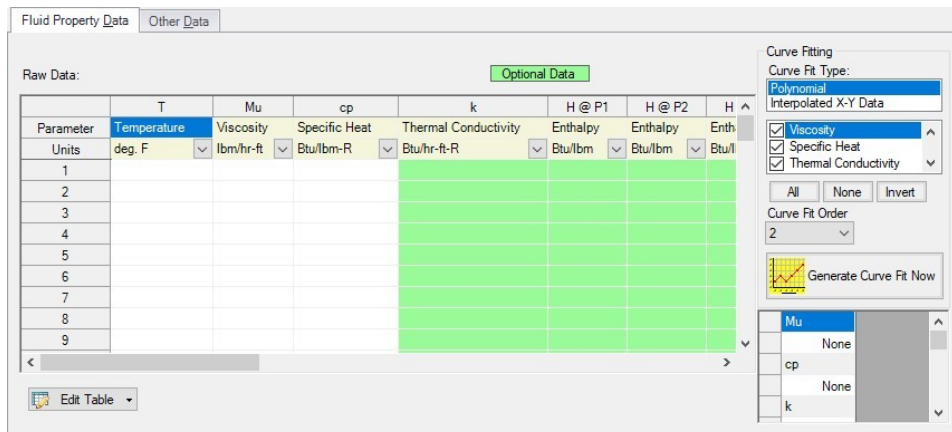 Fluid Property Data Other Data
Raw Data:
Optional Data
T Mu cp k H @ P1 H @ P2 H
Parameter Temperature Viscosity Specific Heat Thermal Conductivity Enthalpy Enthalpy Enth
Units deg. F lbm/hr-ft Btu/lbm-R Btu/hr-ft-R Btu/lbm Btu/lbm Btu/l
1
2
3
4
5
6
7
8
9
Edit Table
Curve Fitting
Curve Fit Type:
Polynomial
Interpolated X-Y Data
Viscosity
Specific Heat
Thermal Conductivity
All None Invert
Curve Fit Order
2
Generate Curve Fit Now
Mu
None
cp
None
k